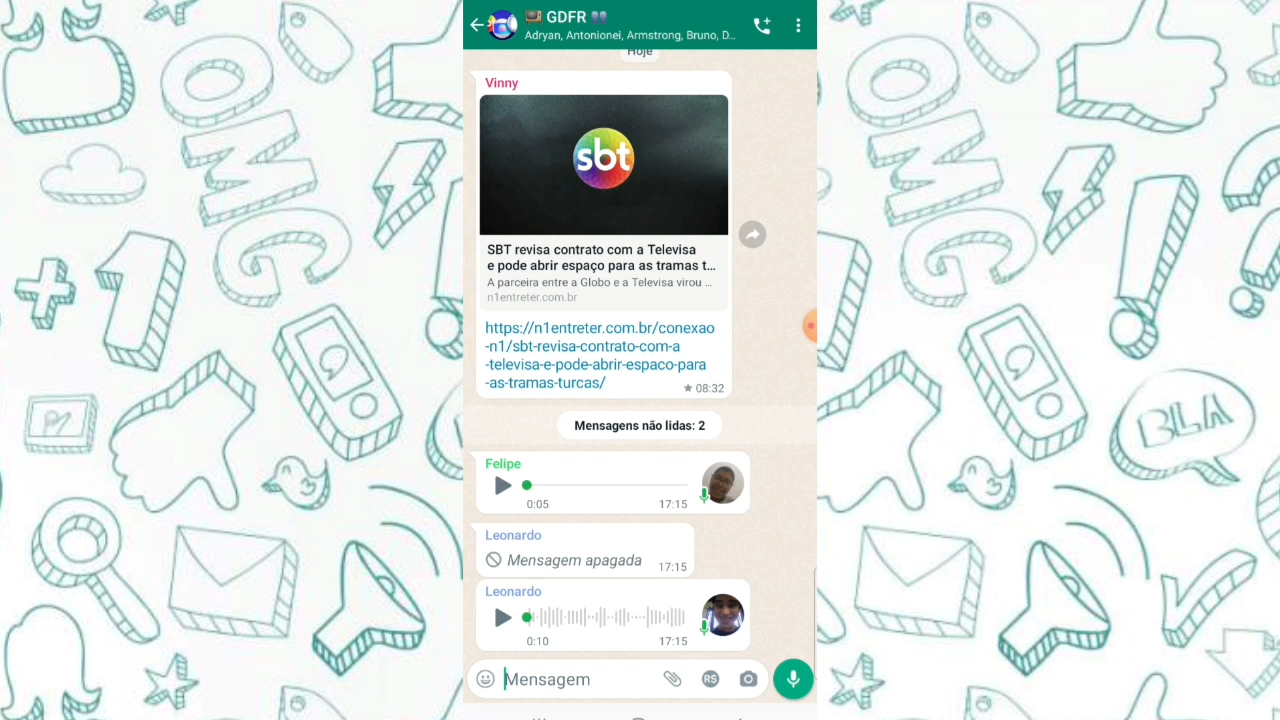 GDFR
Adryan, Antonionei, Armstrong, Bruno, D...
Hoje
Vinny
sbt
SBT revisa contrato com a Televisa
e pode abrir espaço para as tramas t...
A parceira entre a Globo e a Televisa virou ...
n1entreter.com.br
https://n1entreter.com.br/conexao
-n1/sbt-revisa-contrato-com-a
-televisa-e-pode-abrir-espaco-para
-as-tramas-turcas/
08:32
Mensagens não lidas: 2
Felipe
0:05 17:15
Leonardo
Mensagem apagada 17:15
Leonardo
0:10 17:15
Mensagem
R$
OMG
1
OMG
BLA